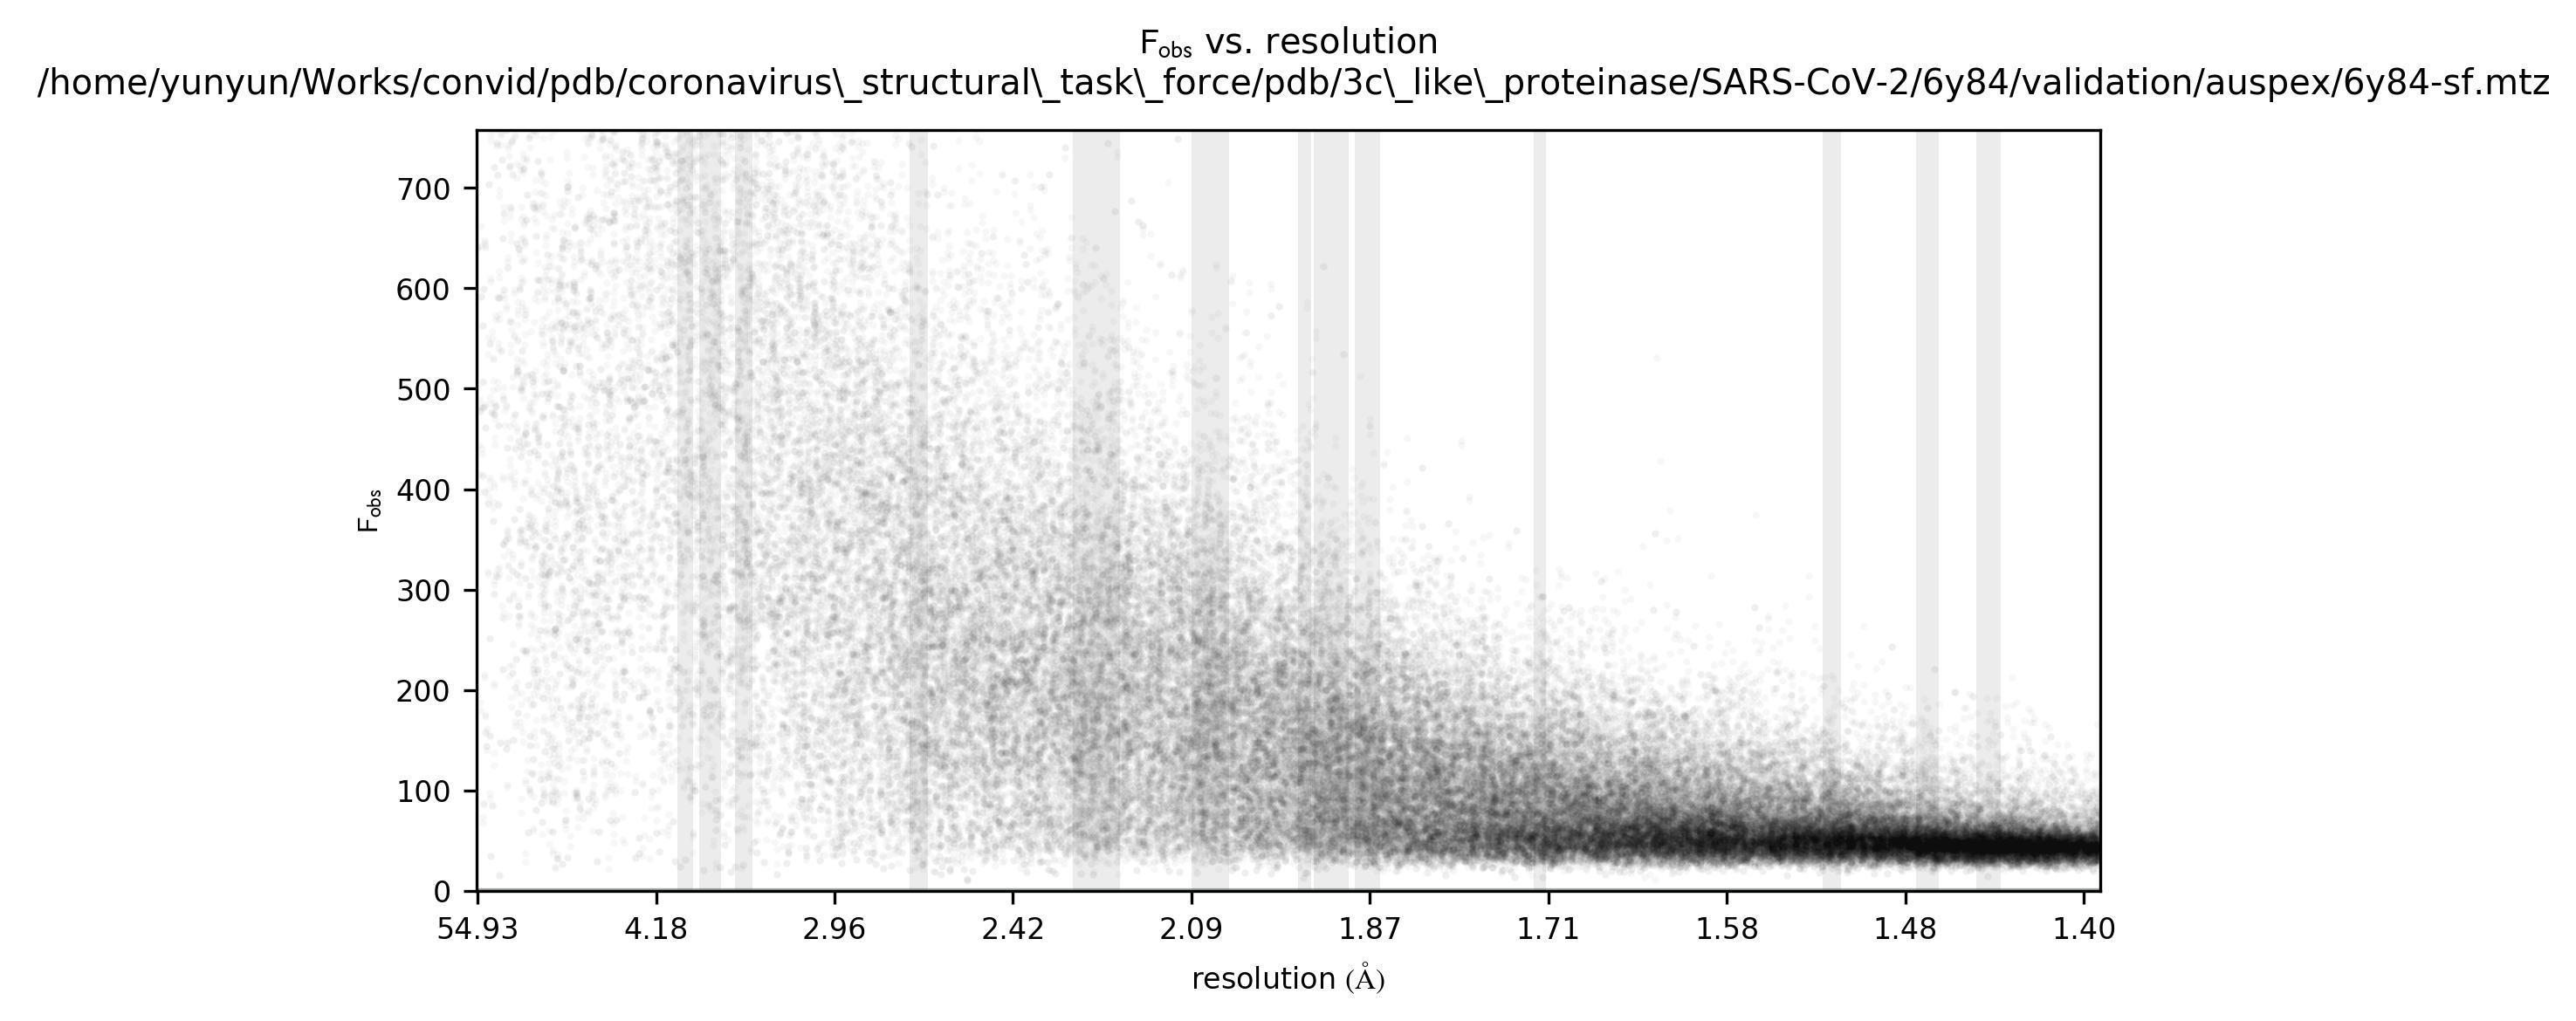 Fobs vs. resolution
/home/yunyun/Works/convid/pdb/coronavirus\_structural\_task\_force/pdb/3c\_like\_proteinase/SARS-CoV-2/6y84/validation/auspex/6y84-sf.mtz
700
600
500
400
300
200
100
0
Fobs
54.93 4.18 2.96 2.42 2.09 1.87 1.71 1.58 1.48 1.40
resolution (Å)